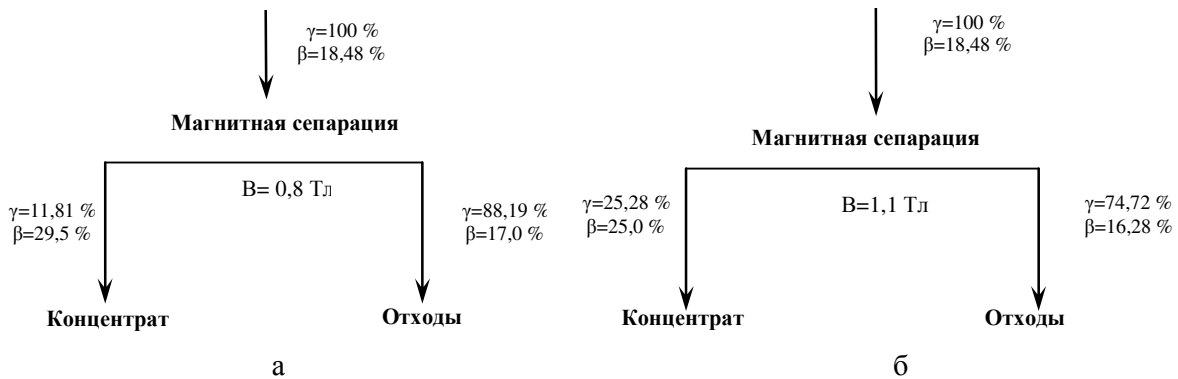 γ=100 %
β=18,48 %
Магнитная сепарация
В= 0,8 Тл
γ=11,81 %
β=29,5 %
γ=88,19 %
β=17,0 %
Концентрат
Отходы
а
γ=100 %
β=18,48 %
Магнитная сепарация
В=1,1 Тл
γ=25,28 %
β=25,0 %
γ=74,72 %
β=16,28 %
Концентрат
Отходы
б